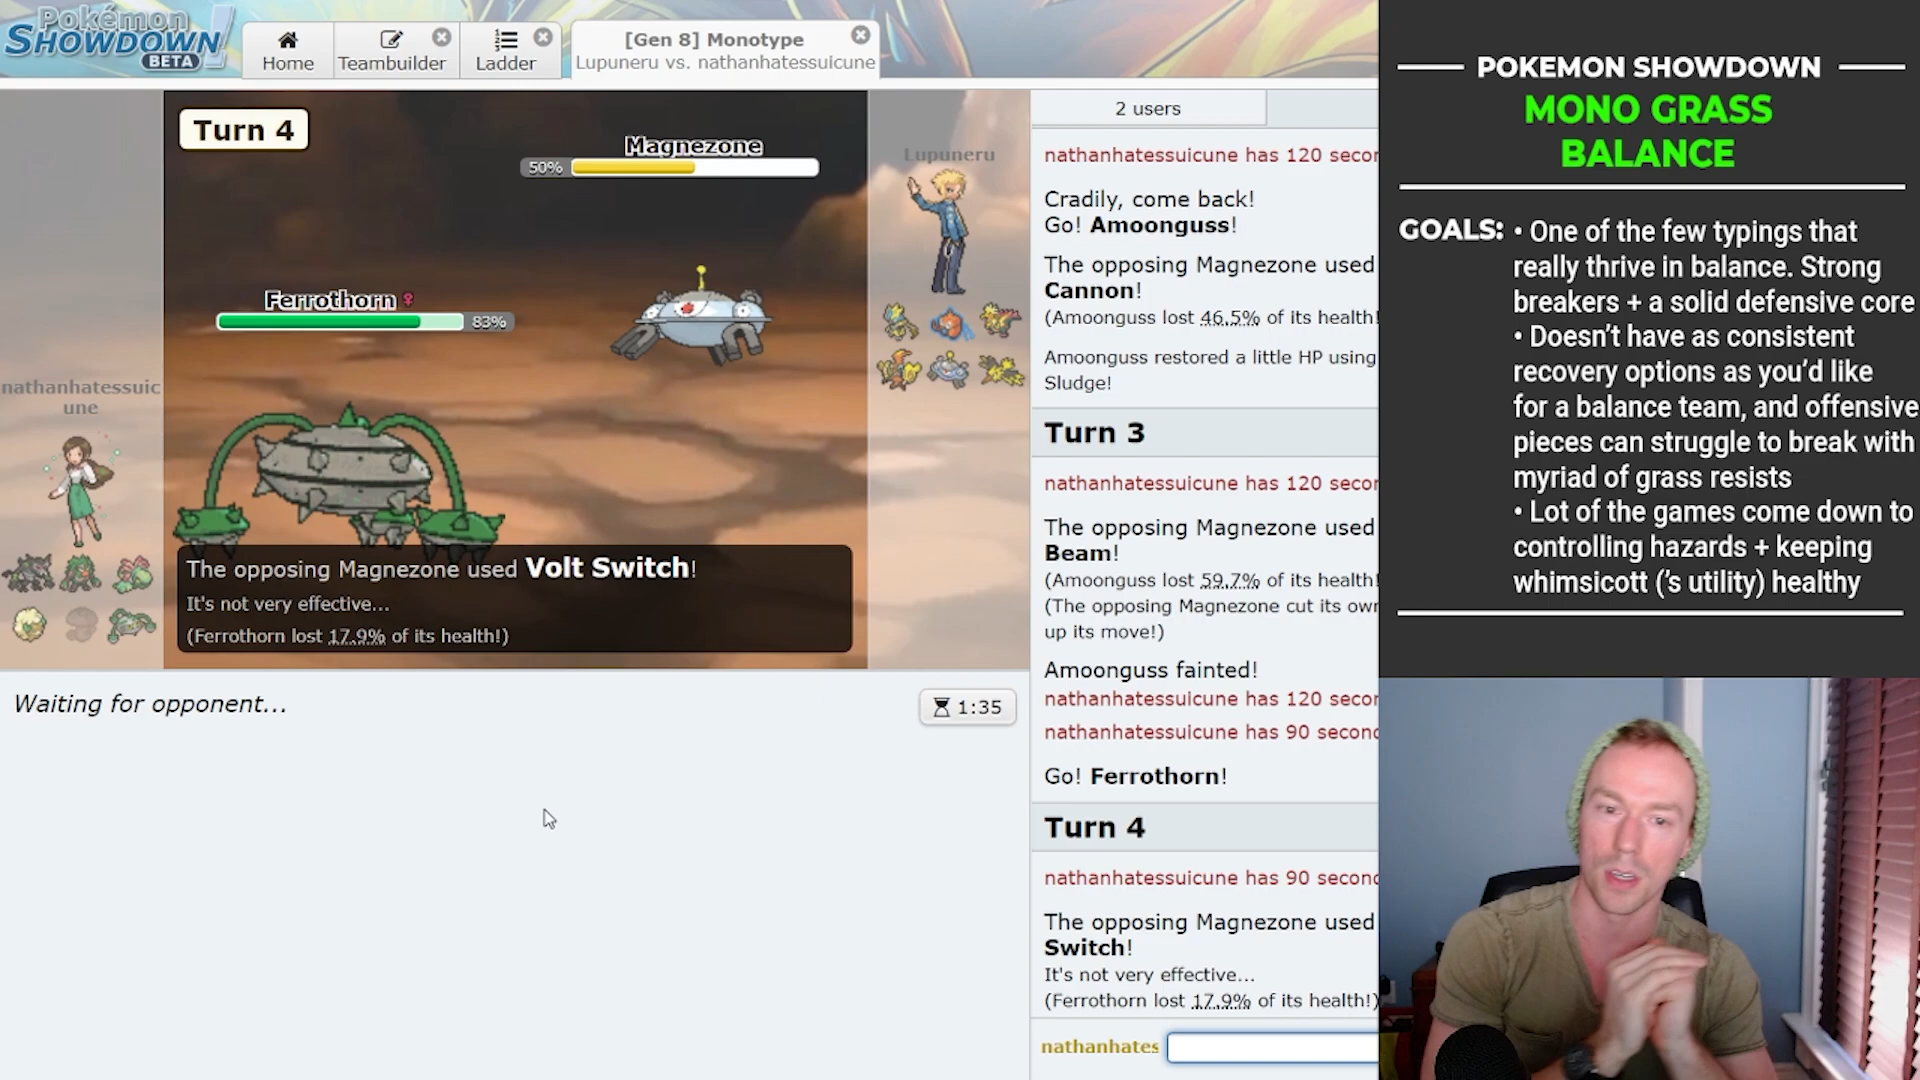 Pokémon
SHOWDOWN!
BETA
Home
Teambuilder
Ladder
[Gen 8] Monotype
Lupuneru vs. nathanhatessuicune
Turn 4
Magnezone
50%
Ferrothorn ♀
83%
nathanhatessuic
une
Lupuneru
The opposing Magnezone used Volt Switch!
It's not very effective...
(Ferrothorn lost 17.9% of its health!)
Waiting for opponent...
1:35
2 users
nathanhatessuicune has 120 secor
Cradily, come back!
Go! Amoonguss!
The opposing Magnezone used
Cannon!
(Amoonguss lost 46.5% of its health!
Amoonguss restored a little HP using
Sludge!
Turn 3
nathanhatessuicune has 120 secor
The opposing Magnezone used
Beam!
(Amoonguss lost 59.7% of its health!
(The opposing Magnezone cut its own
up its move!)
Amoonguss fainted!
nathanhatessuicune has 120 secor
nathanhatessuicune has 90 second
Go! Ferrothorn!
Turn 4
nathanhatessuicune has 90 second
The opposing Magnezone used
Switch!
It's not very effective...
(Ferrothorn lost 17.9% of its health!)
nathanhates
POKEMON SHOWDOWN
MONO GRASS
BALANCE
GOALS: • One of the few typings that
really thrive in balance. Strong
breakers + a solid defensive core
• Doesn't have as consistent
recovery options as you'd like
for a balance team, and offensive
pieces can struggle to break with
myriad of grass resists
• Lot of the games come down to
controlling hazards + keeping
whimsicott ('s utility) healthy